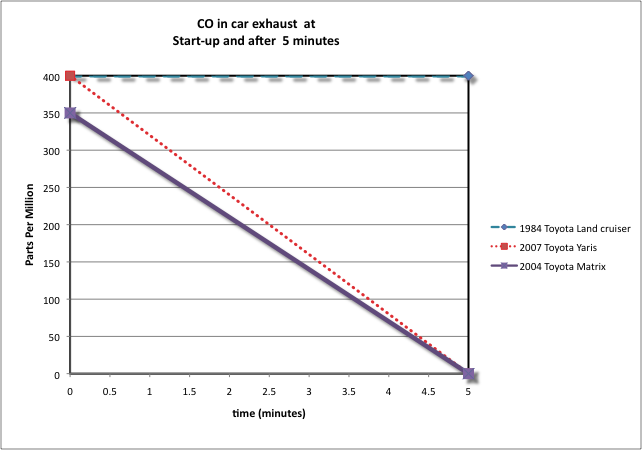 CO in car exhaust at
Start-up and after 5 minutes
400
350
300
250
200
150
100
50
0
Parts Per Million
0 0.5 1 1.5 2 2.5 3 3.5 4 4.5 5
time (minutes)
1984 Toyota Land cruiser
2007 Toyota Yaris
2004 Toyota Matrix